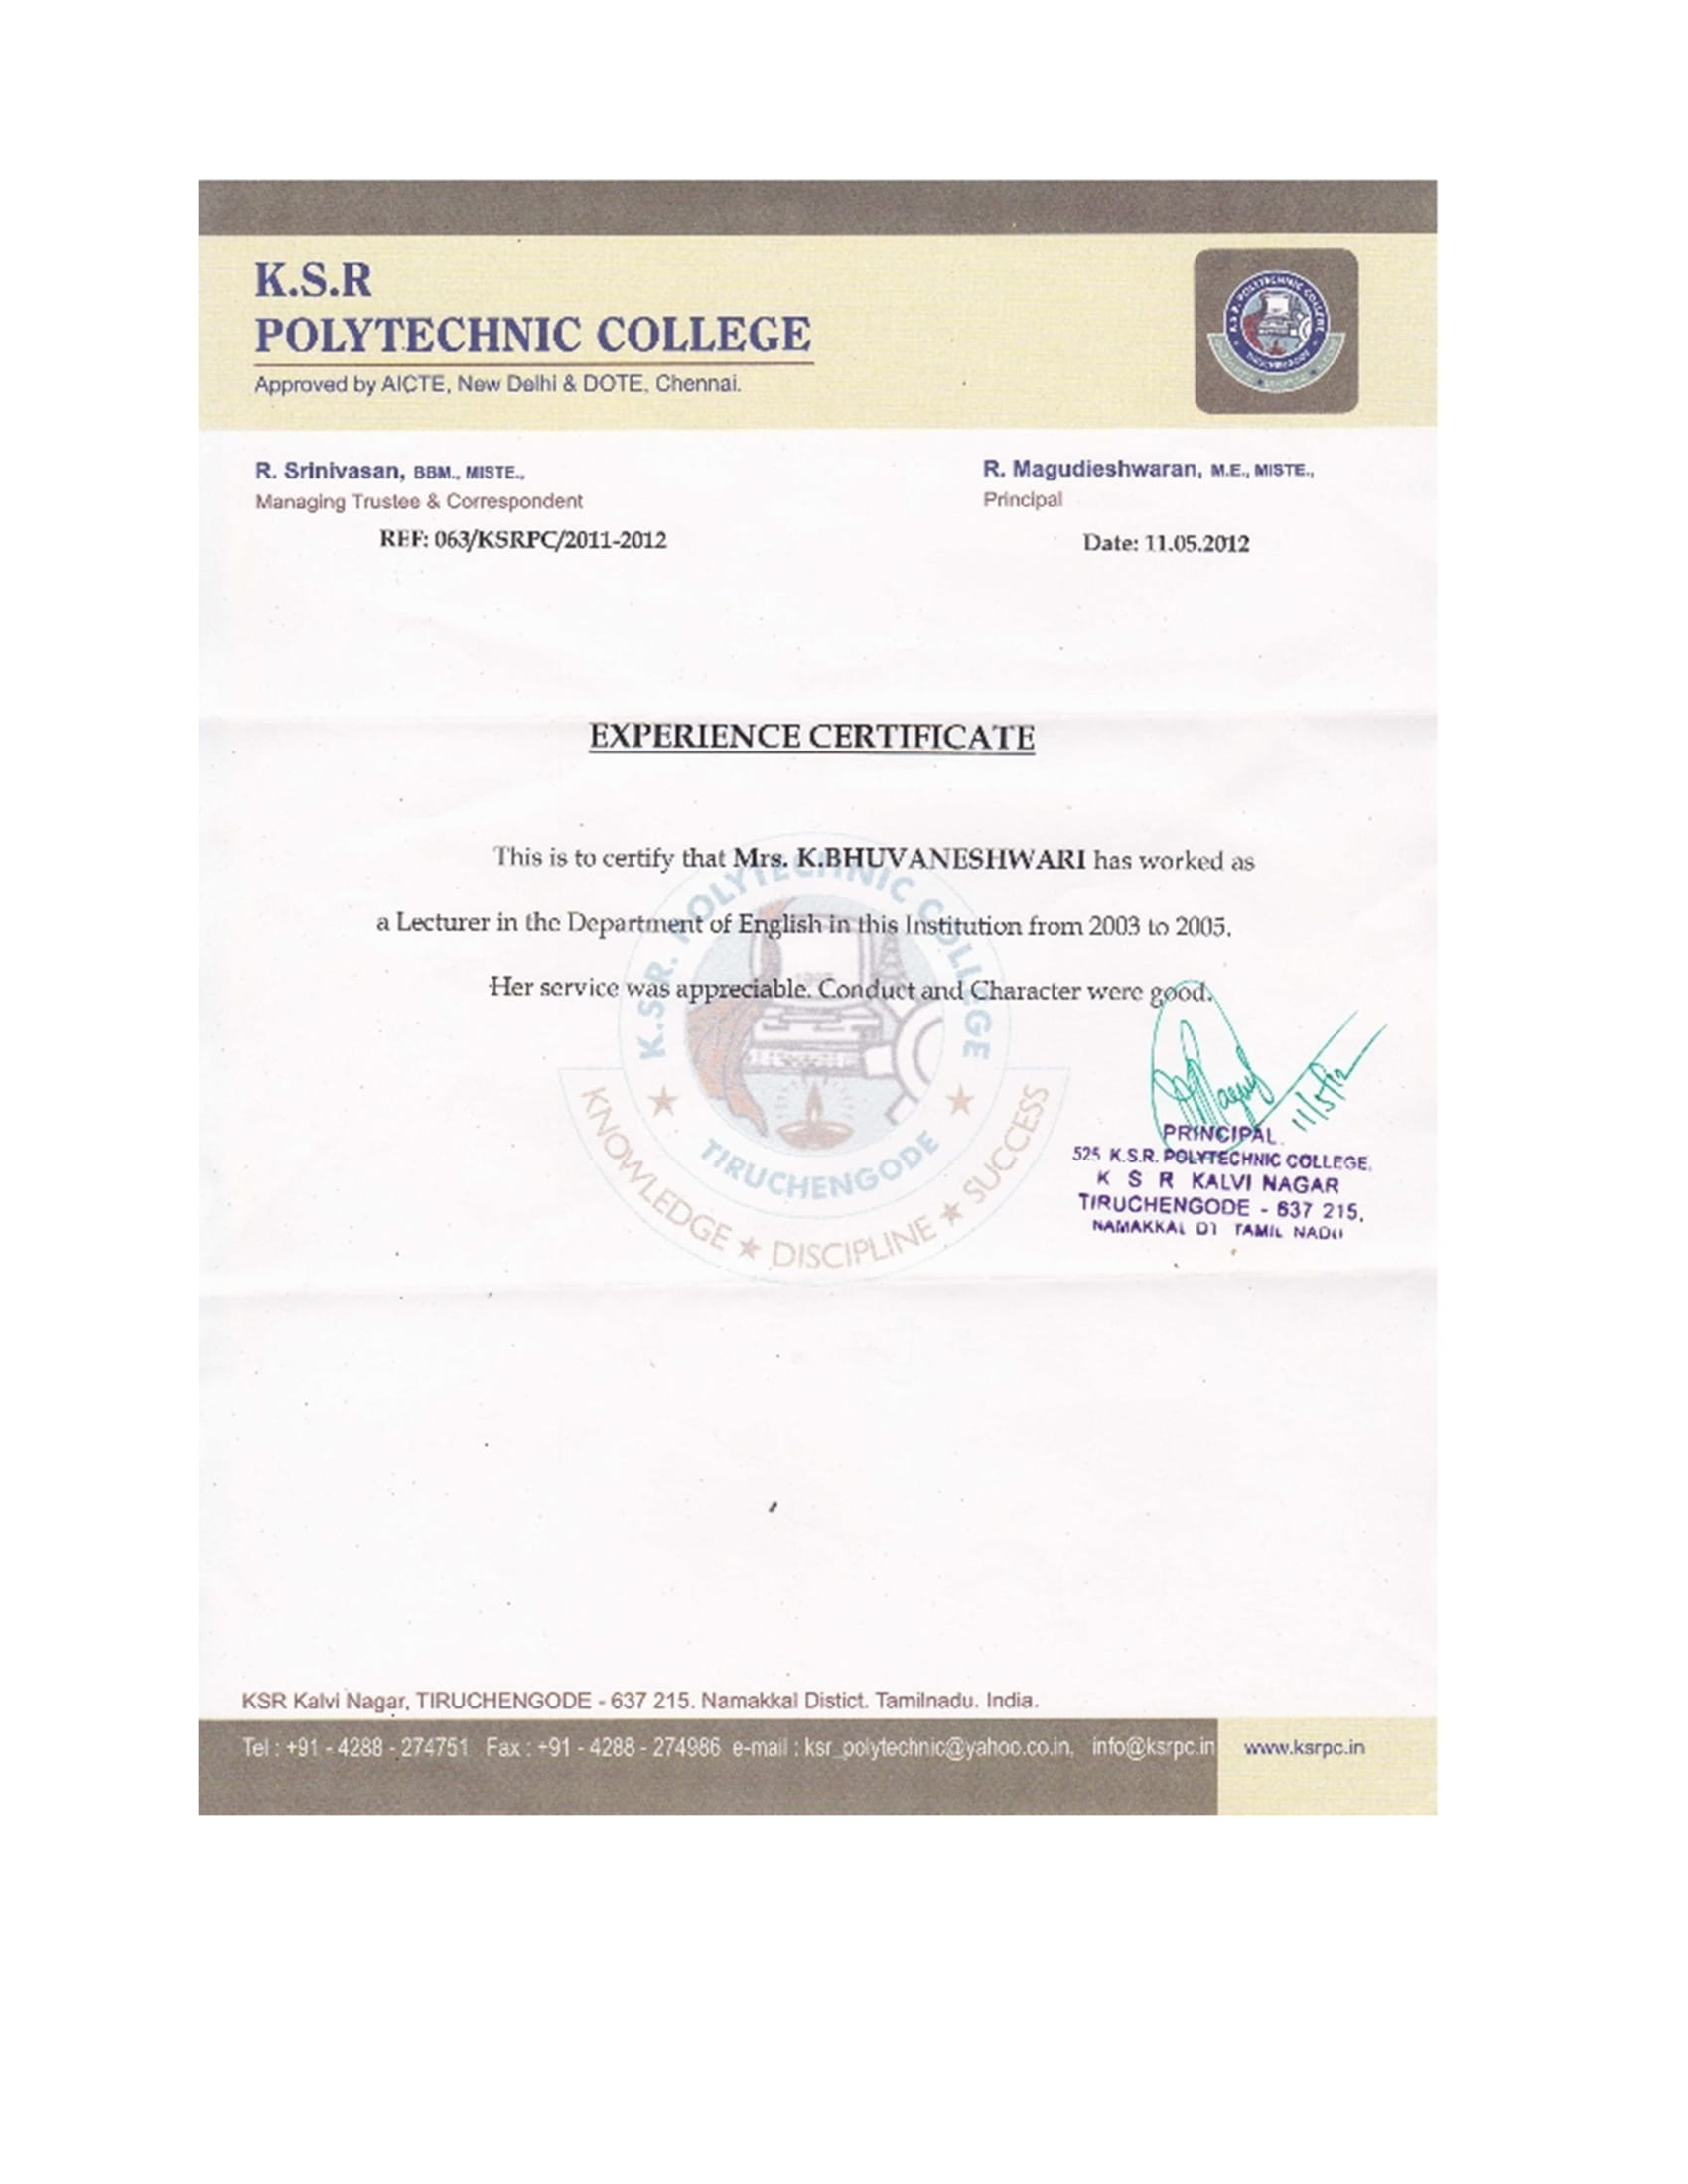 K.S.R
POLYTECHNIC COLLEGE
Approved by AICTE, New Delhi & DOTE, Chennai.
K.S.R. POLYTECHNIC COLLEGE
TIRUCHENGODE
R. Srinivasan, BBM., MISTE.,
Managing Trustee & Correspondent
R. Magudieshwaran, M.E., MISTE.,
Principal
REF: 063/KSRPC/2011-2012
Date: 11.05.2012
EXPERIENCE CERTIFICATE
This is to certify that Mrs. K.BHUVANESHWARI has worked as
a Lecturer in the Department of English in this Institution from 2003 to 2005.
Her service was appreciable. Conduct and Character were good.
K.S.R. POLYTECHNIC COLLEGE
TIRUCHENGODE
KNOWLEDGE ★ DISCIPLINE ★ SUCCESS
11/5/12
PRINCIPAL.
525 K.S.R. POLYTECHNIC COLLEGE,
K S R KALVI NAGAR
TIRUCHENGODE - 637 215,
NAMAKKAL DT TAMIL NADU
KSR Kalvi Nagar, TIRUCHENGODE - 637 215. Namakkal Distict. Tamilnadu. India.
Tel : +91 - 4288 - 274751 Fax : +91 - 4288 - 274986 e-mail : ksr_polytechnic@yahoo.co.in, info@ksrpc.in www.ksrpc.in